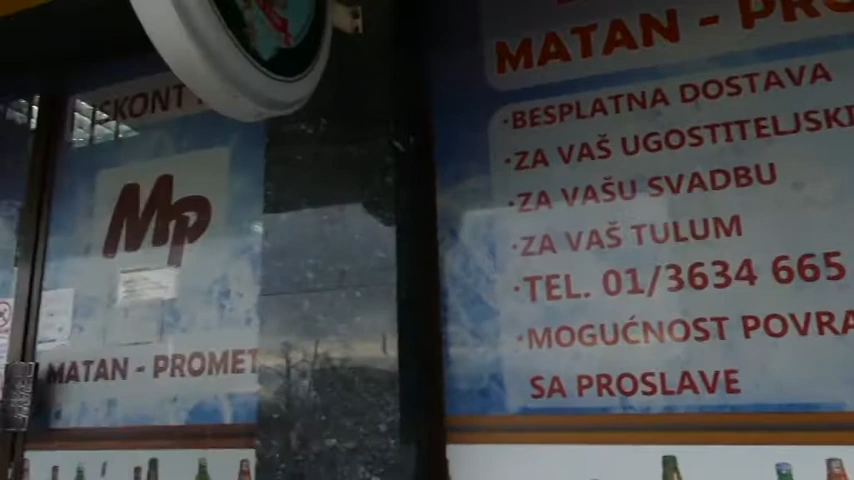 MATAN - PRO
BESPLATNA DOSTAVA
ZA VAŠ UGOSTITELJSKI
ZA VAŠU SVADBU
ZA VAŠ TULUM
TEL. 01/3634 665
MOGUĆNOST POVRA
SA PROSLAVE
DISKONT
Mp
MATAN - PROMET